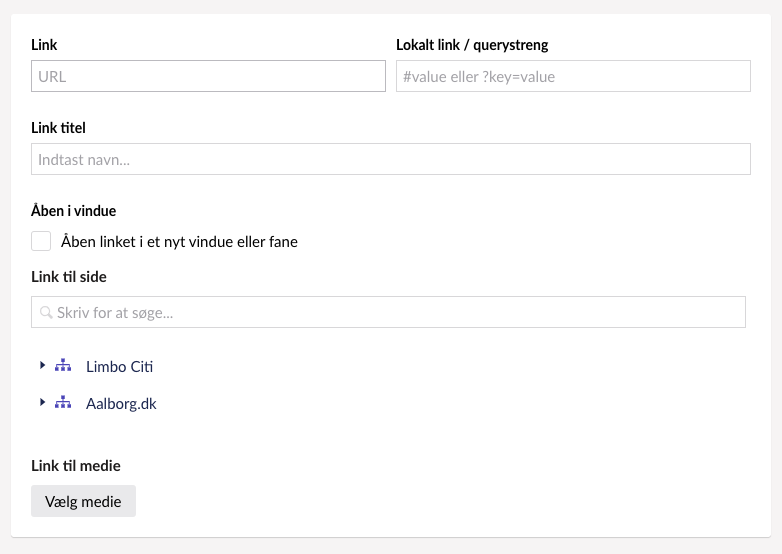 Link
Lokalt link / querystreng
URL
#value eller ?key=value
Link titel
Indtast navn...
Åben i vindue
Åben linket i et nyt vindue eller fane
Link til side
Skriv for at søge...
Limbo Citi
Aalborg.dk
Link til medie
Vælg medie